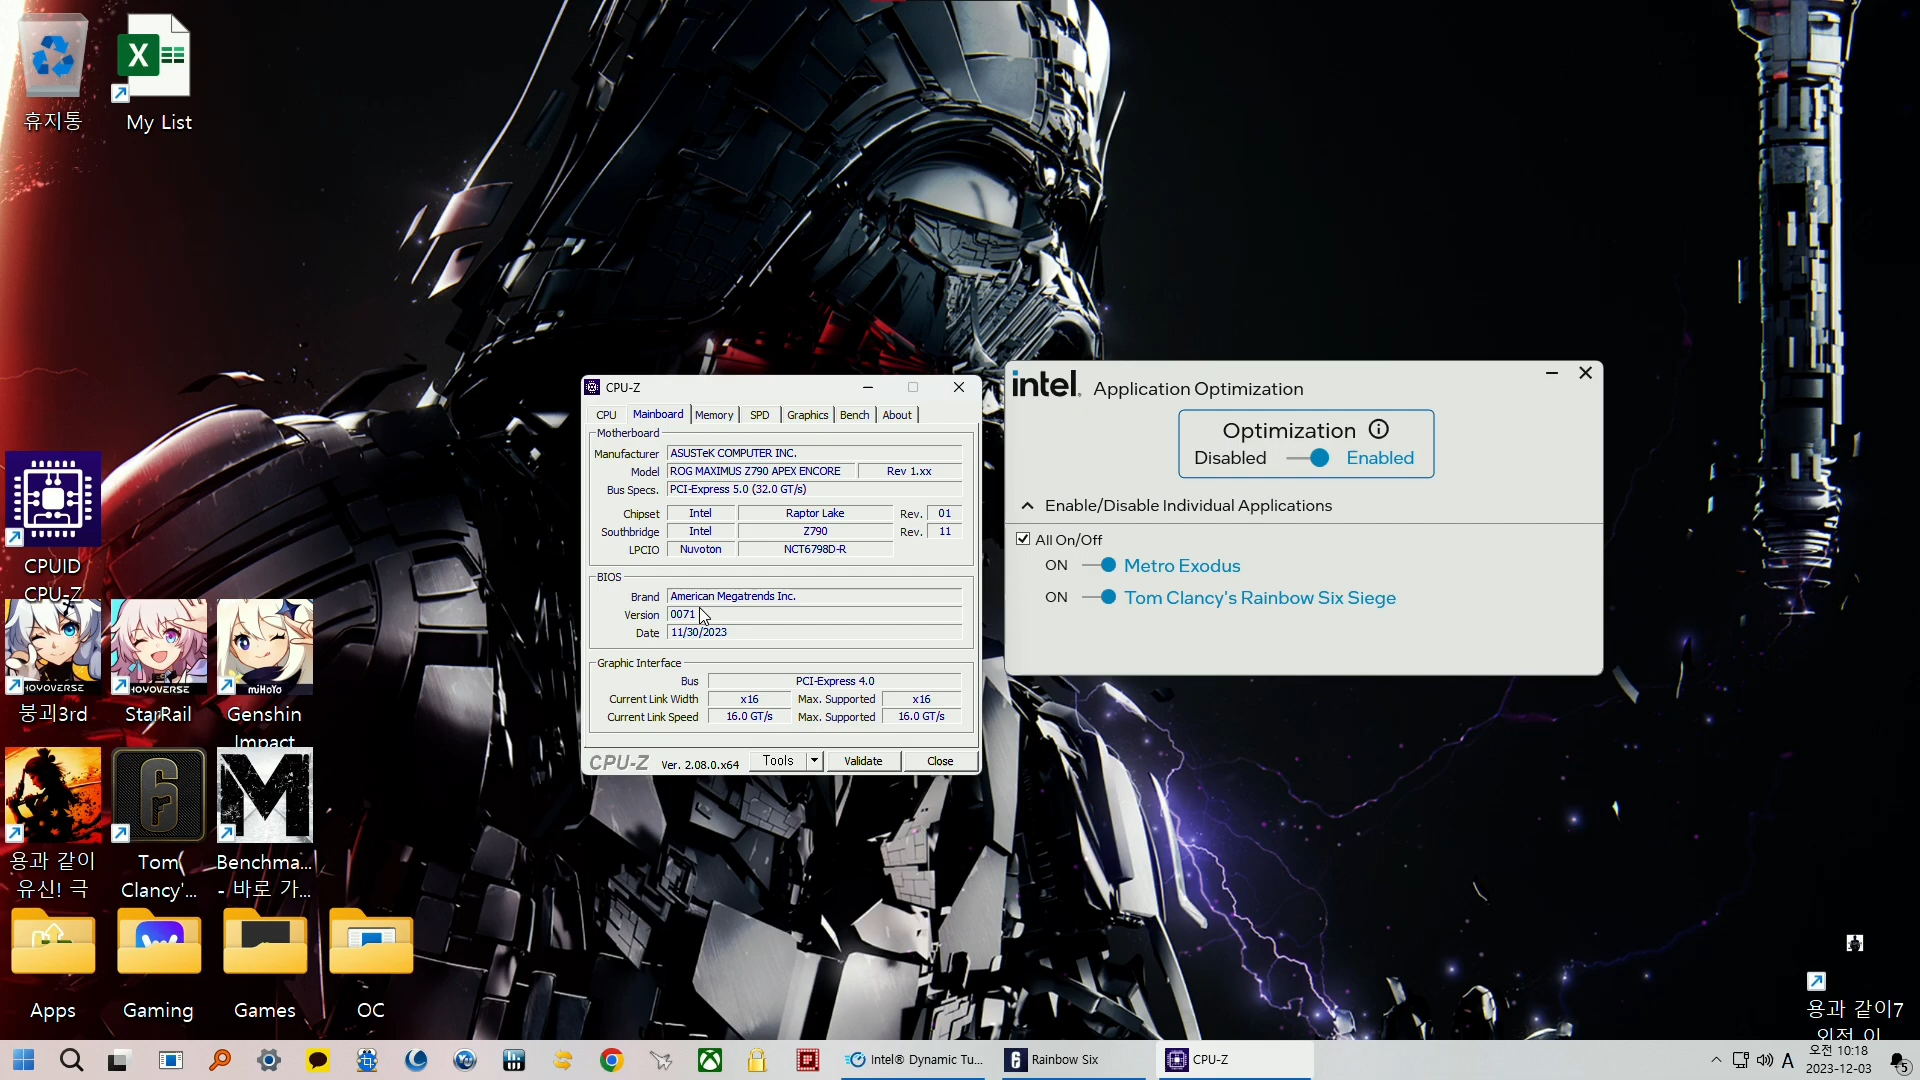 휴지통
My List
CPUID
CPU-Z
HOYOVERSE
HOYOVERSE
miHoYo
붕괴3rd
StarRail
Genshin
Impact
용과 같이
유신! 극
Tom
Clancy'...
Benchma...
- 바로 가...
Apps
Gaming
Games
OC
CPU-Z
CPU
Mainboard
Memory
SPD
Graphics
Bench
About
Motherboard
Manufacturer ASUSTeK COMPUTER INC.
Model ROG MAXIMUS Z790 APEX ENCORE Rev 1.xx
Bus Specs. PCI-Express 5.0 (32.0 GT/s)
Chipset Intel Raptor Lake Rev. 01
Southbridge Intel Z790 Rev. 11
LPCIO Nuvoton NCT6798D-R
BIOS
Brand American Megatrends Inc.
Version 0071
Date 11/30/2023
Graphic Interface
Bus PCI-Express 4.0
Current Link Width x16 Max. Supported x16
Current Link Speed 16.0 GT/s Max. Supported 16.0 GT/s
CPU-Z Ver. 2.08.0.x64 Tools Validate Close
intel. Application Optimization
Optimization
Disabled Enabled
Enable/Disable Individual Applications
All On/Off
ON Metro Exodus
ON Tom Clancy's Rainbow Six Siege
용과 같이7
외전 이
Intel® Dynamic Tu...
Rainbow Six
CPU-Z
A
오전 10:18
2023-12-03
5